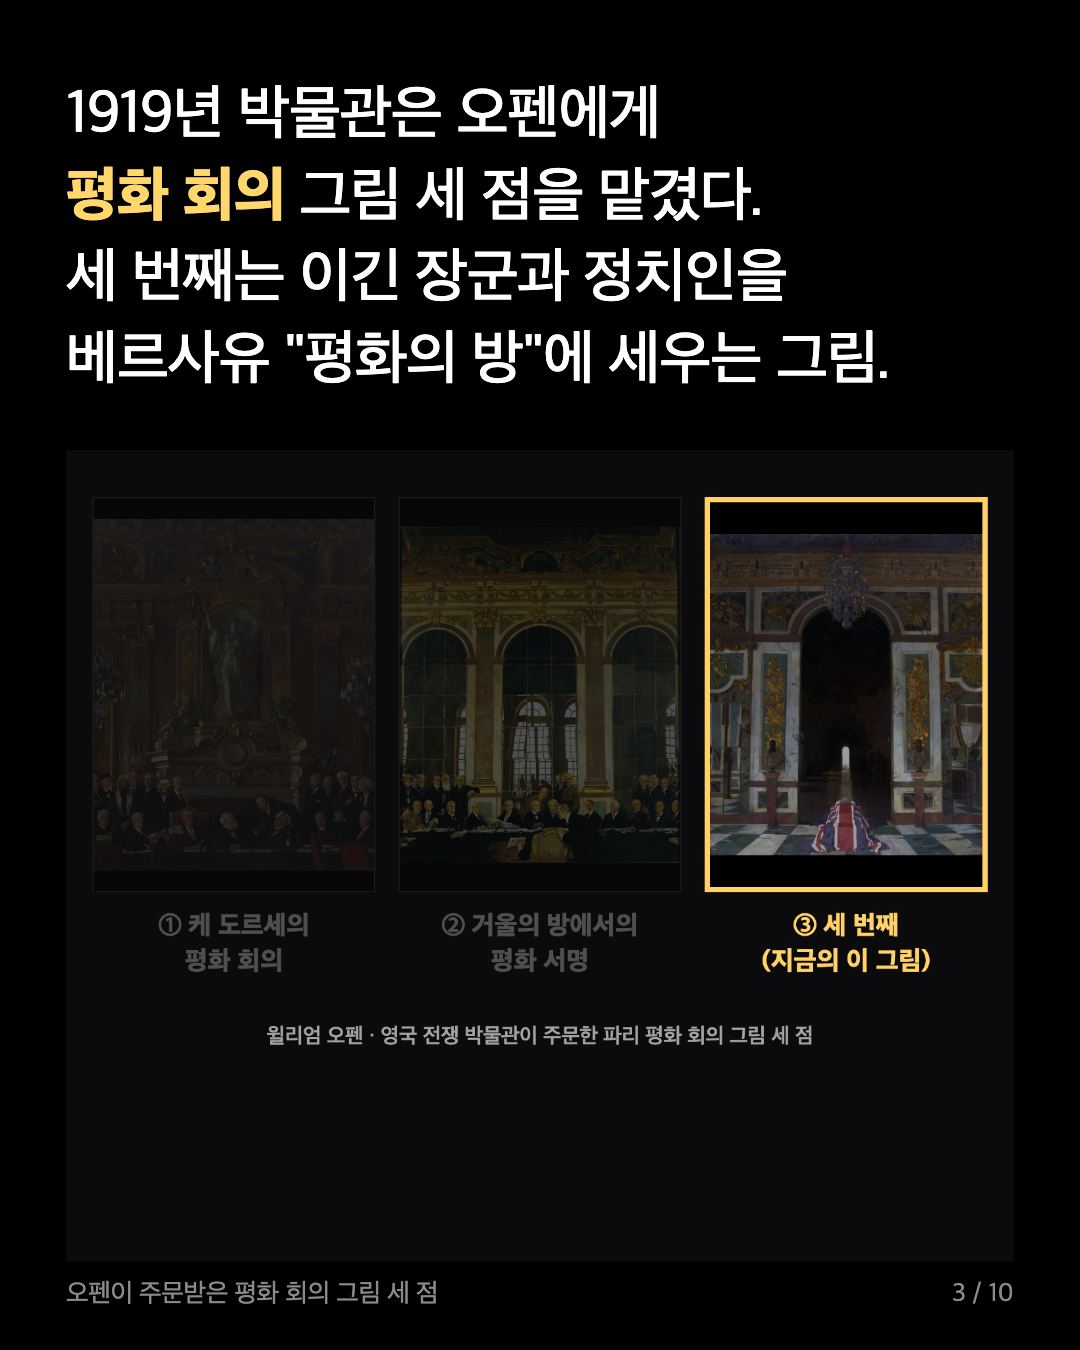 1919년 박물관은 오펜에게
평화 회의 그림 세 점을 맡겼다.
세 번째는 이긴 장군과 정치인을
베르사유 "평화의 방"에 세우는 그림.
① 케 도르세의
평화 회의
② 거울의 방에서의
평화 서명
③ 세 번째
(지금의 이 그림)
윌리엄 오펜 · 영국 전쟁 박물관이 주문한 파리 평화 회의 그림 세 점
오펜이 주문받은 평화 회의 그림 세 점
3 / 10